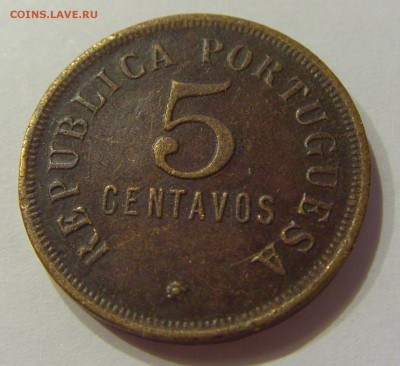 COINS.LAVE.RU
REPUBLICA PORTUGUESA
5
CENTAVOS